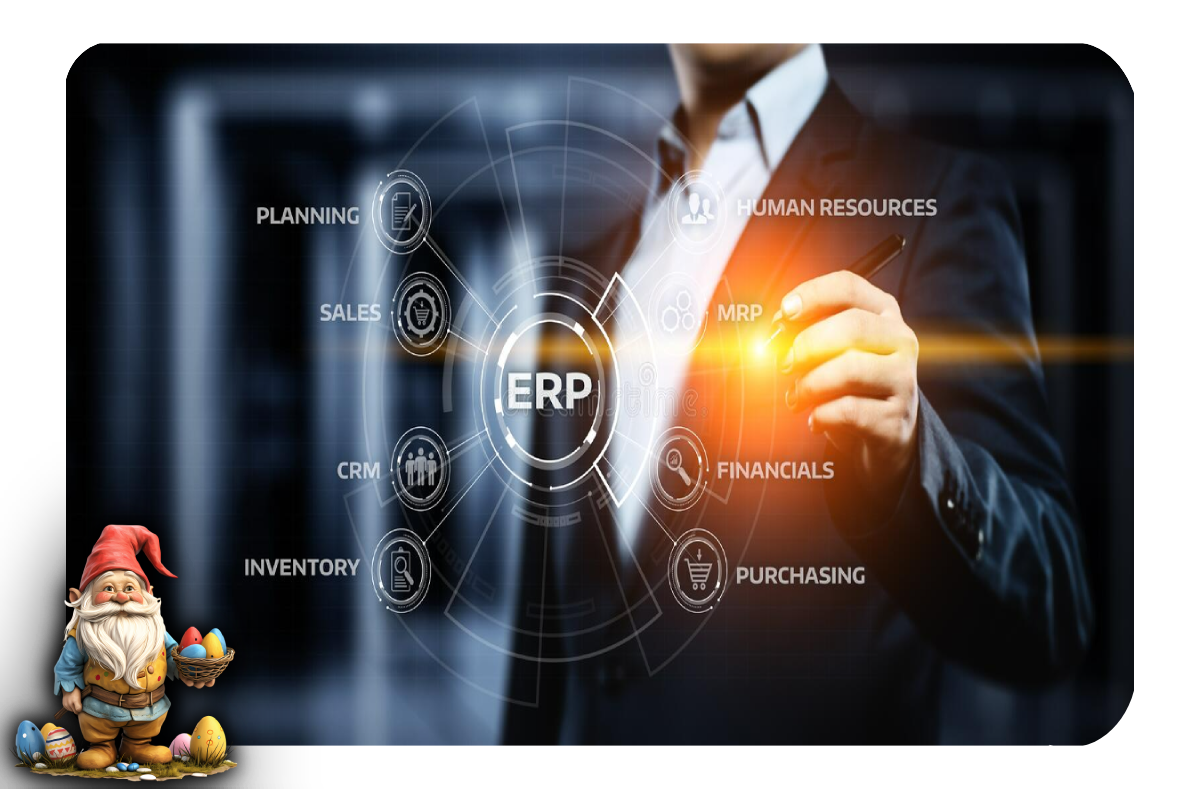 PLANNING
HUMAN RESOURCES
SALES
MRP
ERP
CRM
FINANCIALS
INVENTORY
PURCHASING